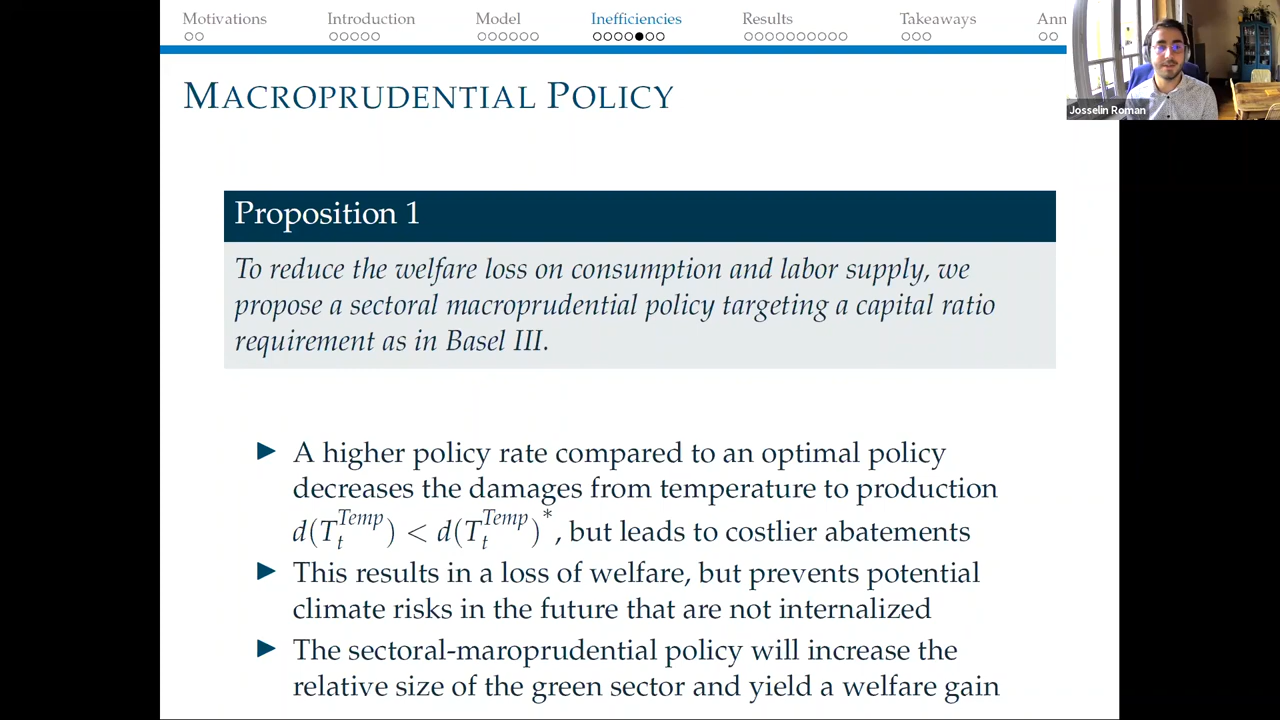 Motivations Introduction Model Inefficiencies Results Takeaways Ann
Josselin Roman
MACROPRUDENTIAL POLICY
Proposition 1
To reduce the welfare loss on consumption and labor supply, we
propose a sectoral macroprudential policy targeting a capital ratio
requirement as in Basel III.
▶ A higher policy rate compared to an optimal policy
decreases the damages from temperature to production
d(T_t^{Temp}) < d(T_t^{Temp})^*, but leads to costlier abatements
▶ This results in a loss of welfare, but prevents potential
climate risks in the future that are not internalized
▶ The sectoral-maroprudential policy will increase the
relative size of the green sector and yield a welfare gain